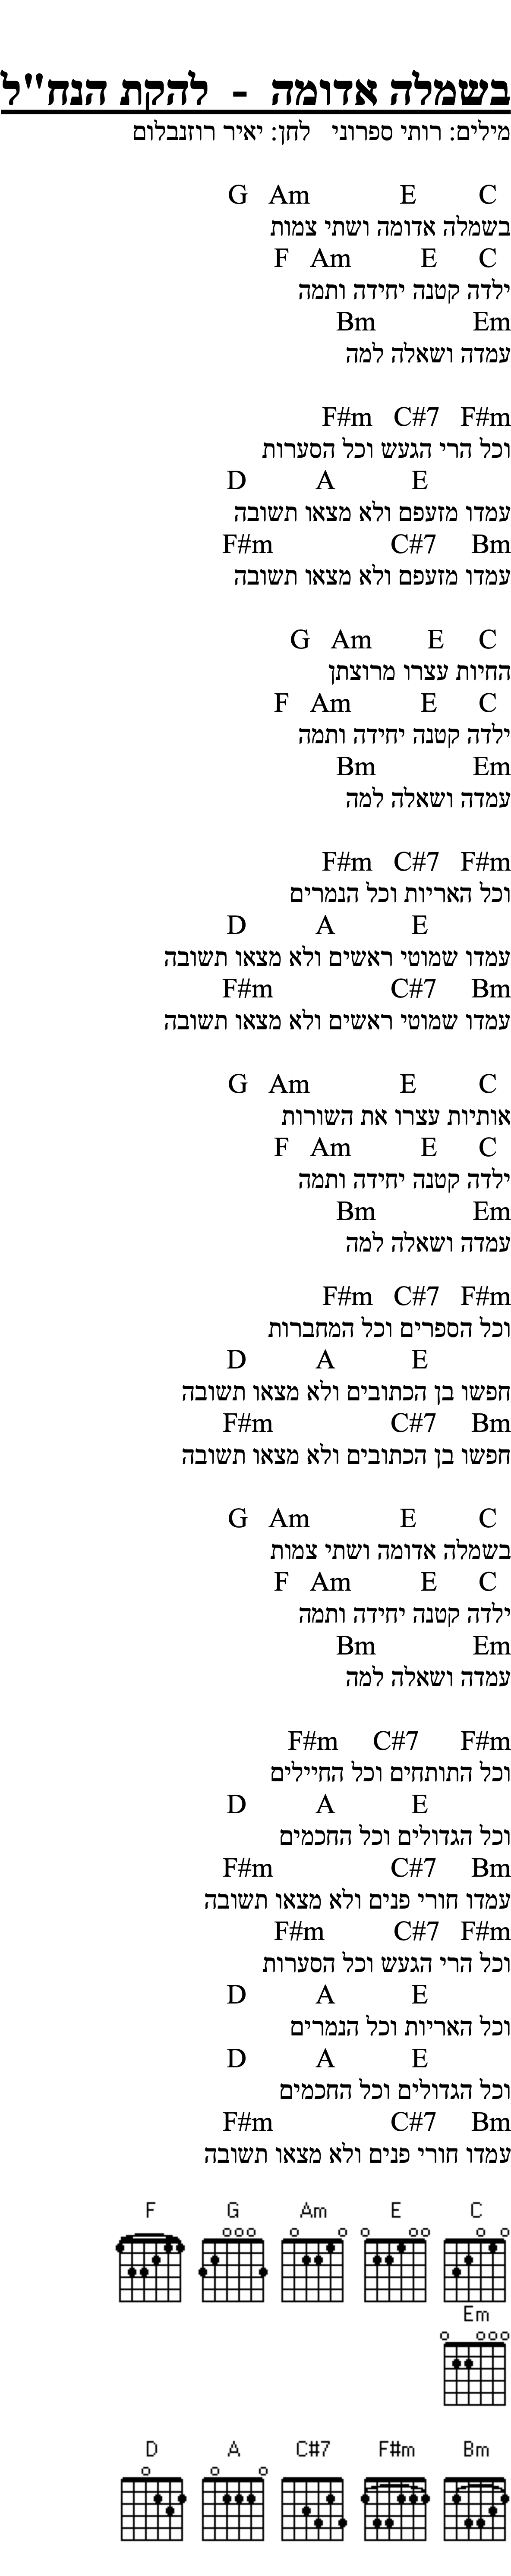 בשמלה אדומה - להקת הנח"ל
מילים: רותי ספרוני לחן: יאיר רוזנבלום
G Am E C
בשמלה אדומה ושתי צמות
F Am E C
ילדה קטנה יחידה ותמה
Bm Em
עמדה ושאלה למה
F#m C#7 F#m
וכל הרי הגעש וכל הסערות
D A E
עמדו מזעפם ולא מצאו תשובה
F#m C#7 Bm
עמדו מזעפם ולא מצאו תשובה
G Am E C
החיות עצרו מרוצתן
F Am E C
ילדה קטנה יחידה ותמה
Bm Em
עמדה ושאלה למה
F#m C#7 F#m
וכל האריות וכל הנמרים
D A E
עמדו שמוטי ראשים ולא מצאו תשובה
F#m C#7 Bm
עמדו שמוטי ראשים ולא מצאו תשובה
G Am E C
אותיות עצרו את השורות
F Am E C
ילדה קטנה יחידה ותמה
Bm Em
עמדה ושאלה למה
F#m C#7 F#m
וכל הספרים וכל המחברות
D A E
חפשו בן הכתובים ולא מצאו תשובה
F#m C#7 Bm
חפשו בן הכתובים ולא מצאו תשובה
G Am E C
בשמלה אדומה ושתי צמות
F Am E C
ילדה קטנה יחידה ותמה
Bm Em
עמדה ושאלה למה
F#m C#7 F#m
וכל התותחים וכל החיילים
D A E
וכל הגדולים וכל החכמים
F#m C#7 Bm
עמדו חורי פנים ולא מצאו תשובה
F#m C#7 F#m
וכל הרי הגעש וכל הסערות
D A E
וכל האריות וכל הנמרים
D A E
וכל הגדולים וכל החכמים
F#m C#7 Bm
עמדו חורי פנים ולא מצאו תשובה
F G Am E C
Em
D A C#7 F#m Bm